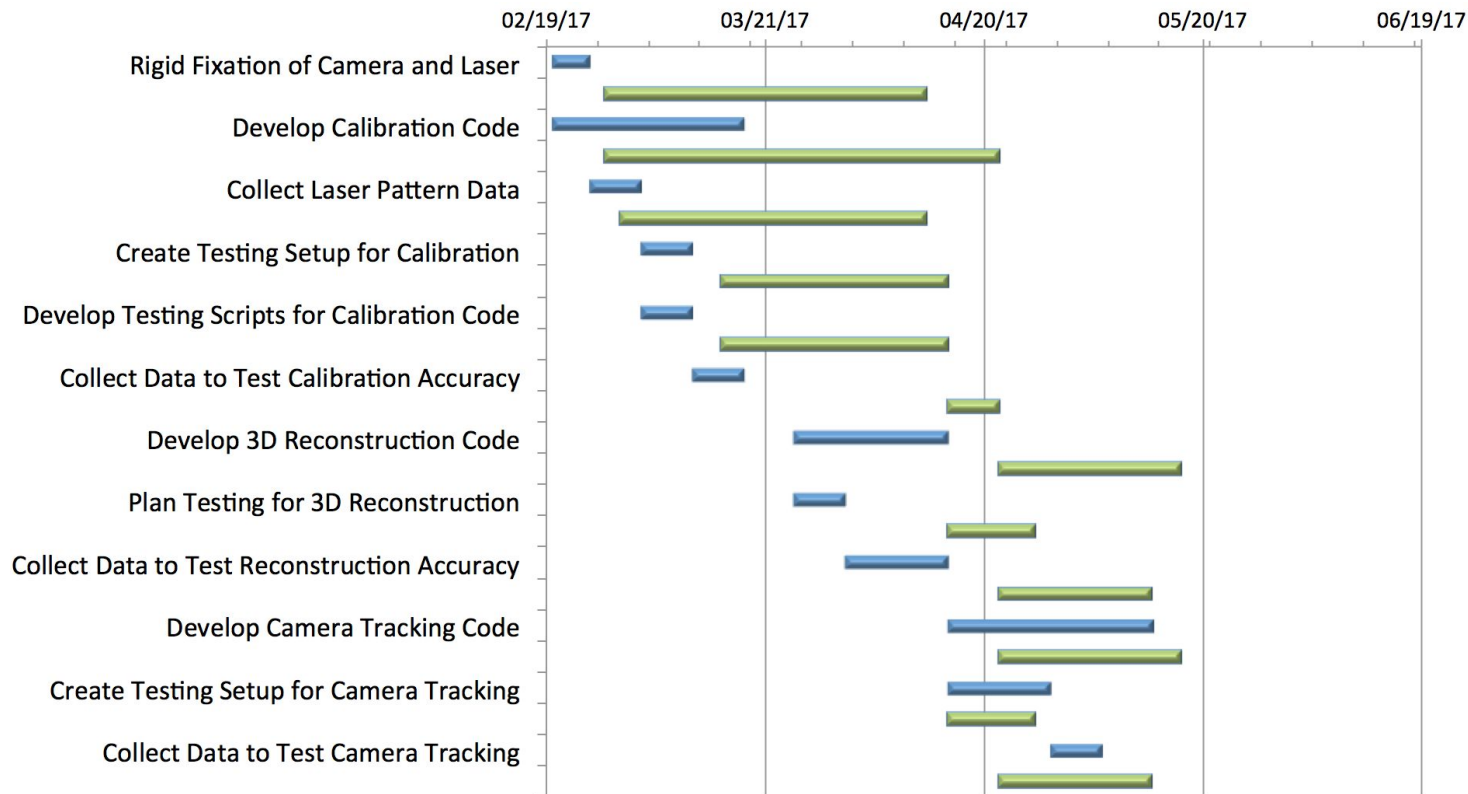 02/19/17 03/21/17 04/20/17 05/20/17 06/19/17
Rigid Fixation of Camera and Laser
Develop Calibration Code
Collect Laser Pattern Data
Create Testing Setup for Calibration
Develop Testing Scripts for Calibration Code
Collect Data to Test Calibration Accuracy
Develop 3D Reconstruction Code
Plan Testing for 3D Reconstruction
Collect Data to Test Reconstruction Accuracy
Develop Camera Tracking Code
Create Testing Setup for Camera Tracking
Collect Data to Test Camera Tracking